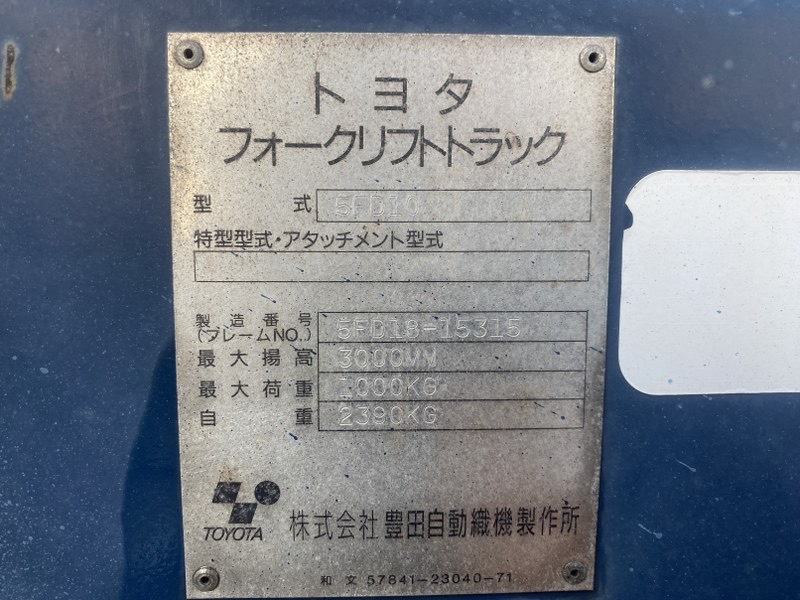 トヨタ
フォークリフトトラック
型 式 5FD10
特型型式・アタッチメント型式
製造番号 5FD18-15315
(フレームNO.)
最大揚高 3000MM
最大荷重 1000KG
自 重 2390KG
TOYOTA 株式会社 豊田自動織機製作所
和文 57841-23040-71